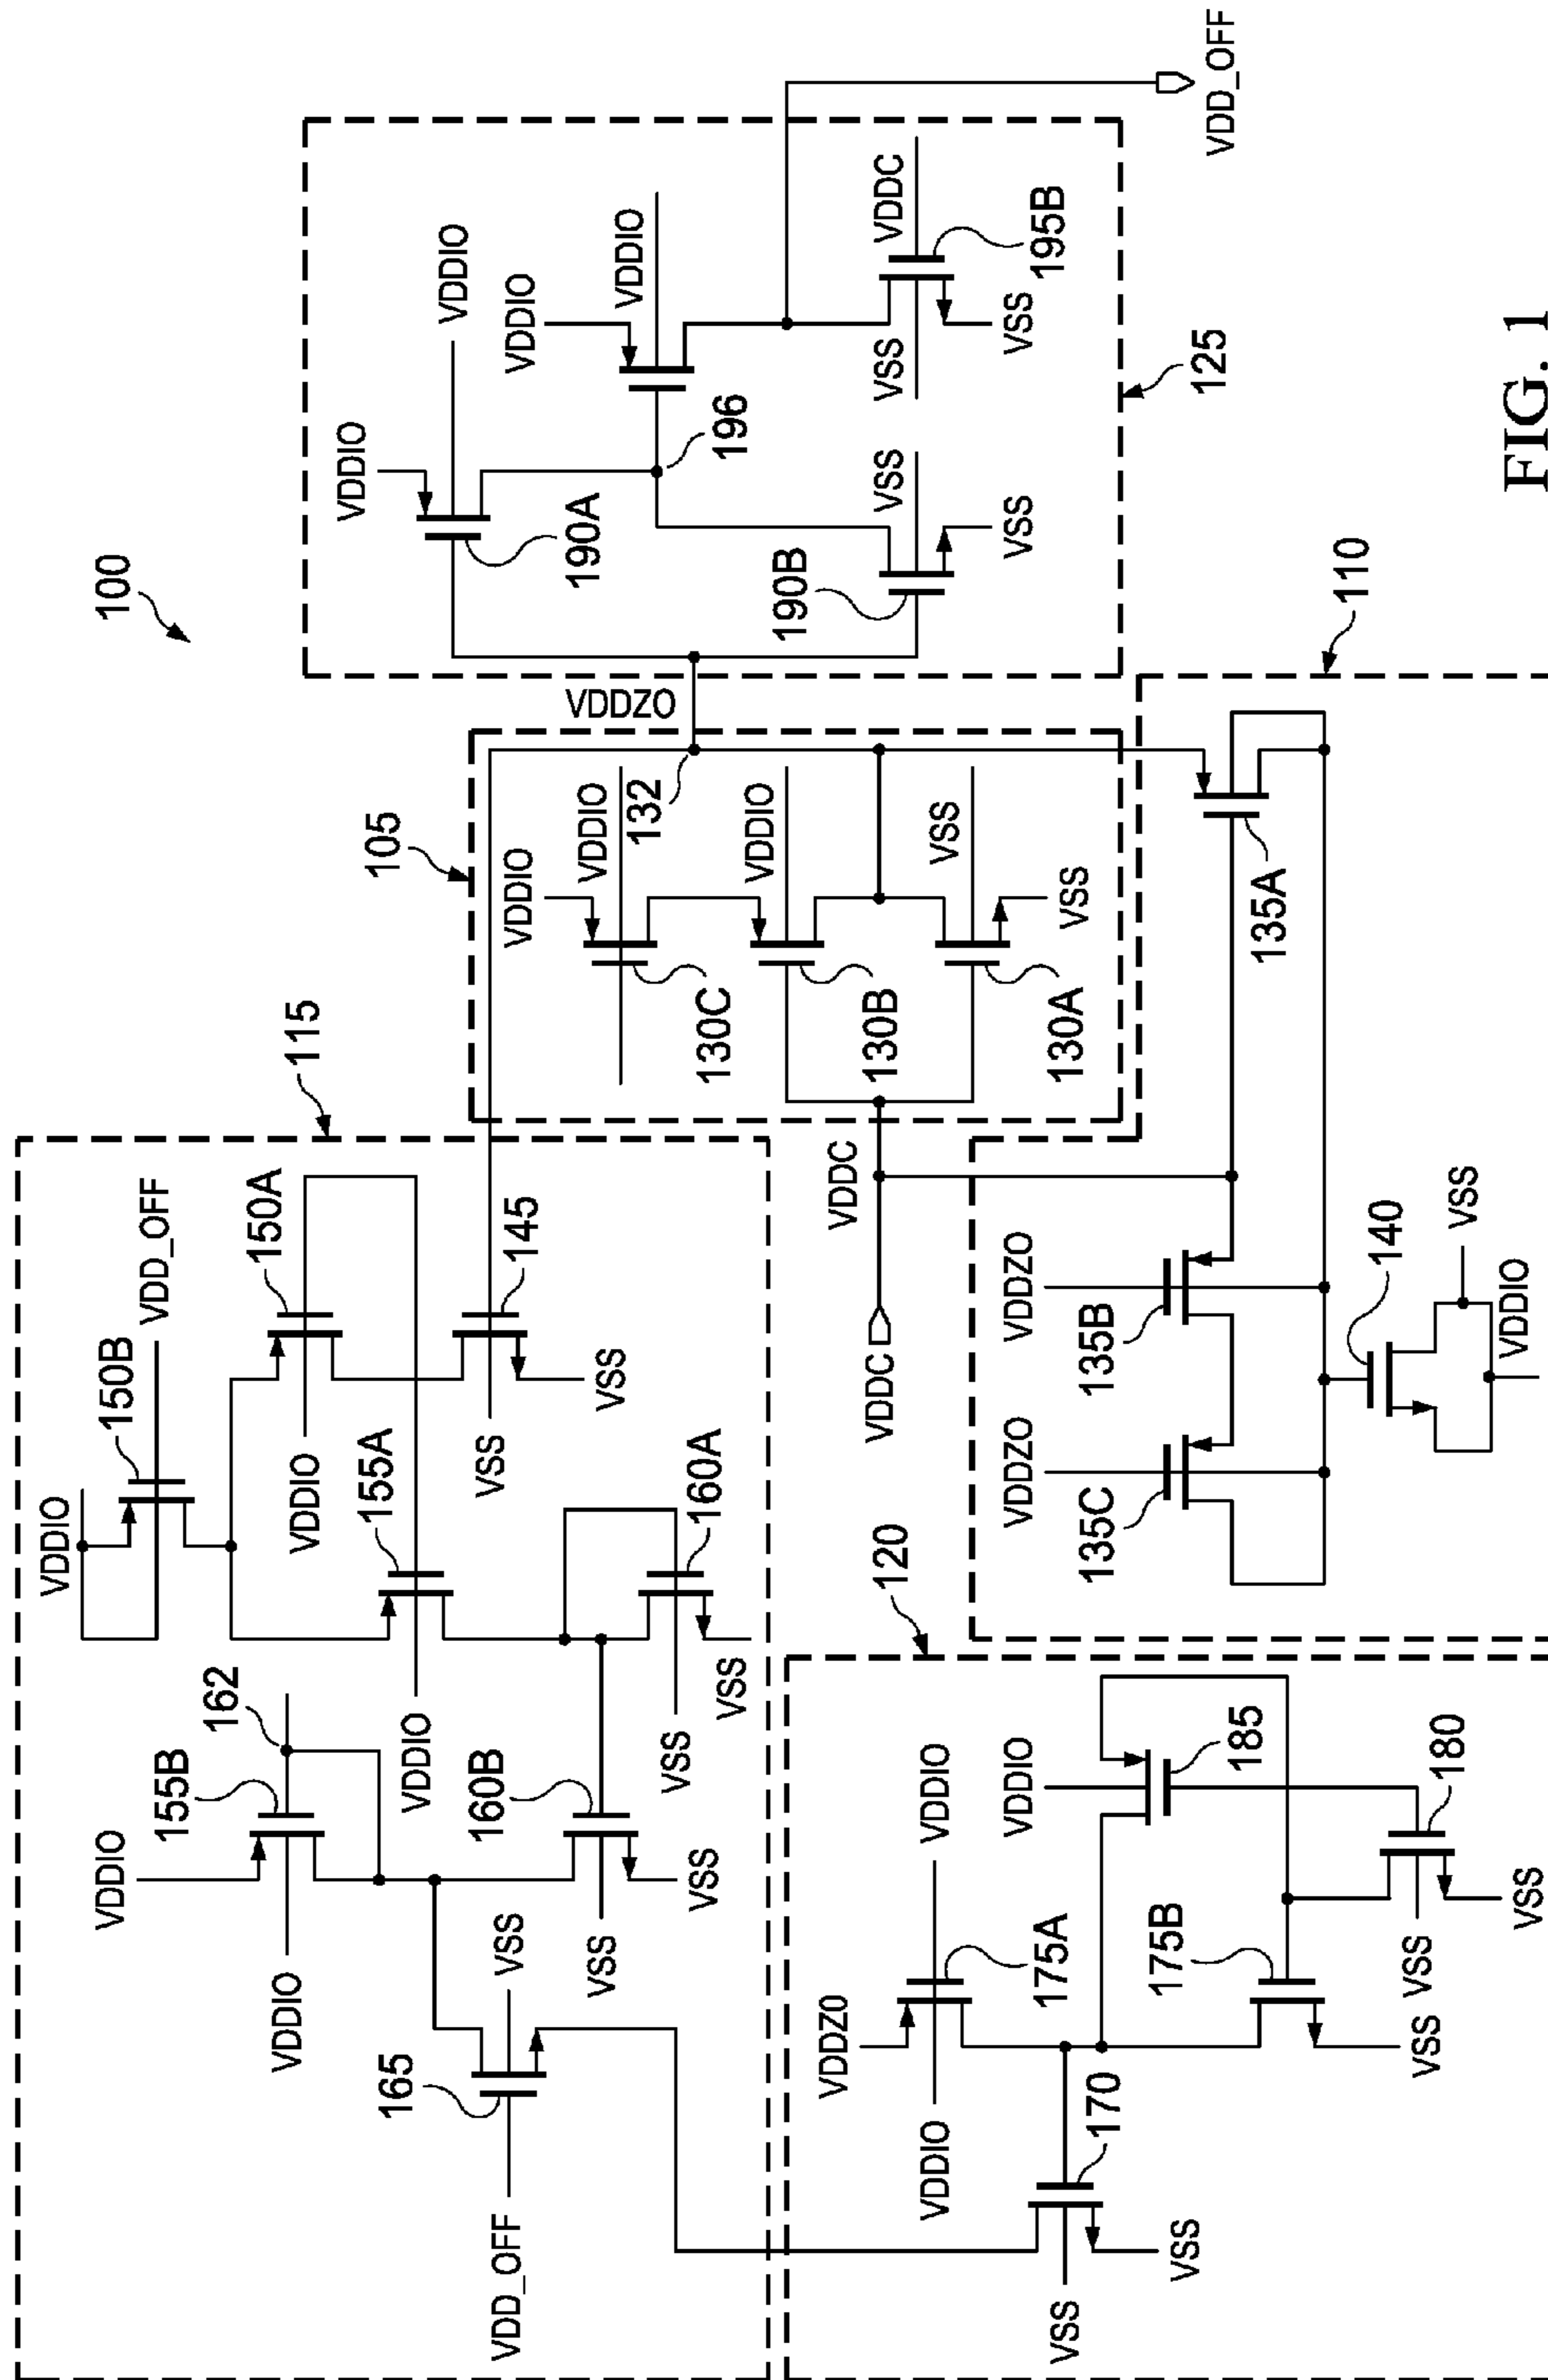 100
VDDIO
VDDIO
190A
VDDIO
VDDIO
196
190B
VSS
VSS
VSS
VSS
VDDC
195B
125
VDD_OFF
VDDZO
105
VDDIO
VDDIO
132
130C
VDDIO
130B
VSS
130A
VSS
115
VDDIO
150B
VDD_OFF
150A
VDDIO
145
VSS
VSS
155A
VDDIO
160A
VSS
VSS
162
155B
VDDIO
VDDIO
160B
VSS
VSS
165
VSS
VDD_OFF
VDDC
VDDC
110
135A
VDDZO
135B
VDDZO
135C
140
VSS
VDDIO
120
VDDZ0
175A
VDDIO
VDDIO
VDDIO
185
175B
VSS
180
VSS
VSS
170
VSS
VSS
FIG. 1